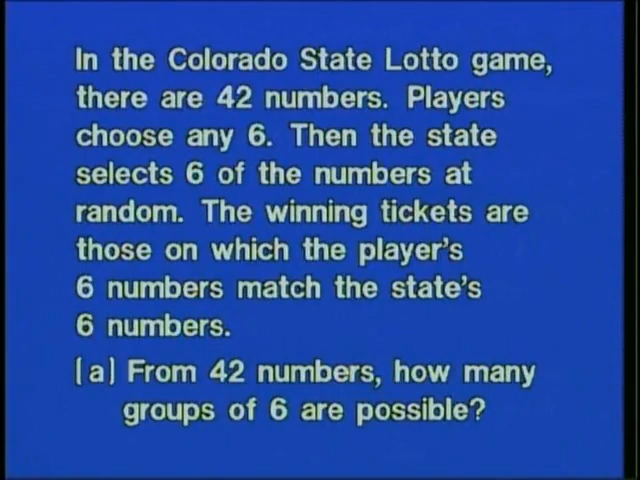 In the Colorado State Lotto game,
there are 42 numbers. Players
choose any 6. Then the state
selects 6 of the numbers at
random. The winning tickets are
those on which the player's
6 numbers match the state's
6 numbers.
(a) From 42 numbers, how many
groups of 6 are possible?